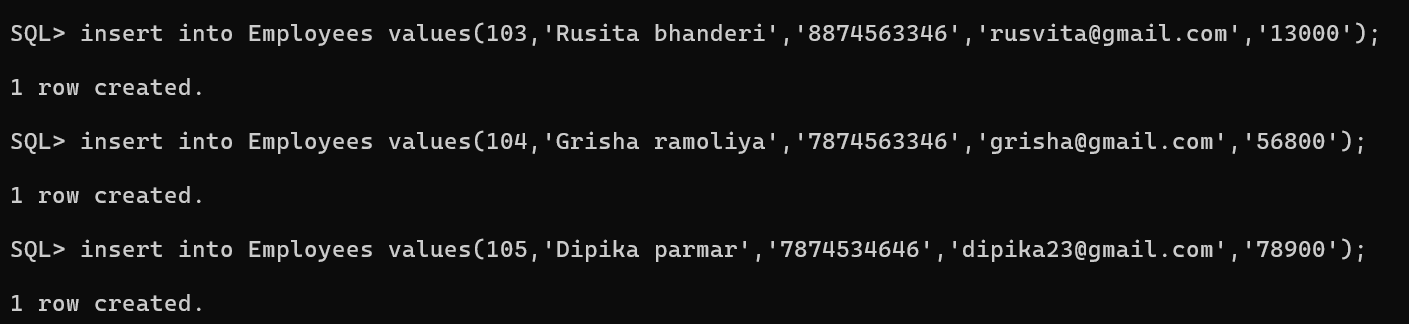 SQL> insert into Employees values(103,'Rusita bhanderi','8874563346','rusvita@gmail.com','13000');
1 row created.
SQL> insert into Employees values(104,'Grisha ramoliya','7874563346','grisha@gmail.com','56800');
1 row created.
SQL> insert into Employees values(105,'Dipika parmar','7874534646','dipika23@gmail.com','78900');
1 row created.